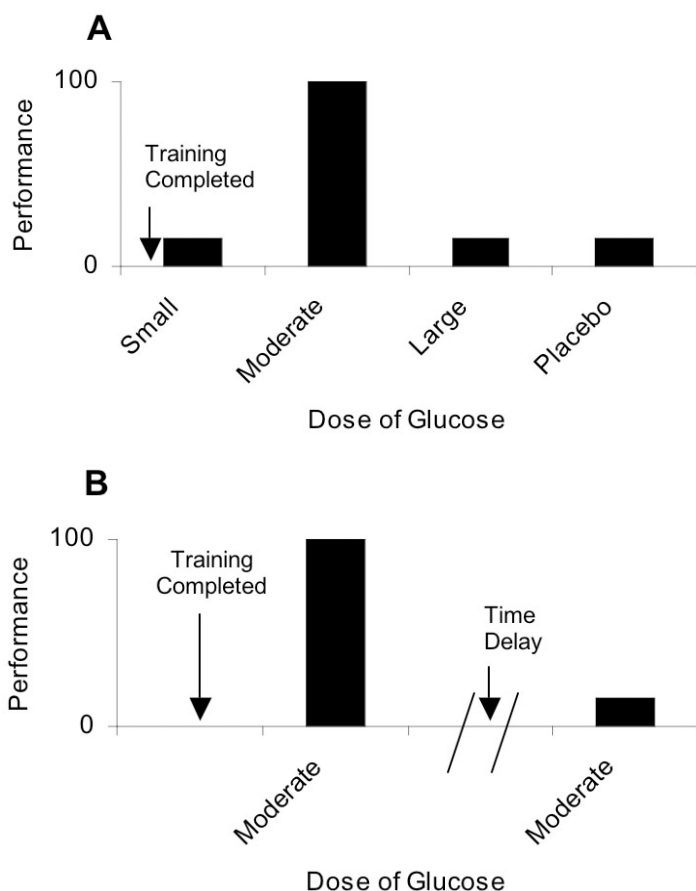 A
Performance
100
0
Training
Completed
Small
Moderate
Large
Placebo
Dose of Glucose
B
Performance
100
0
Training
Completed
Time
Delay
Moderate
Moderate
Dose of Glucose